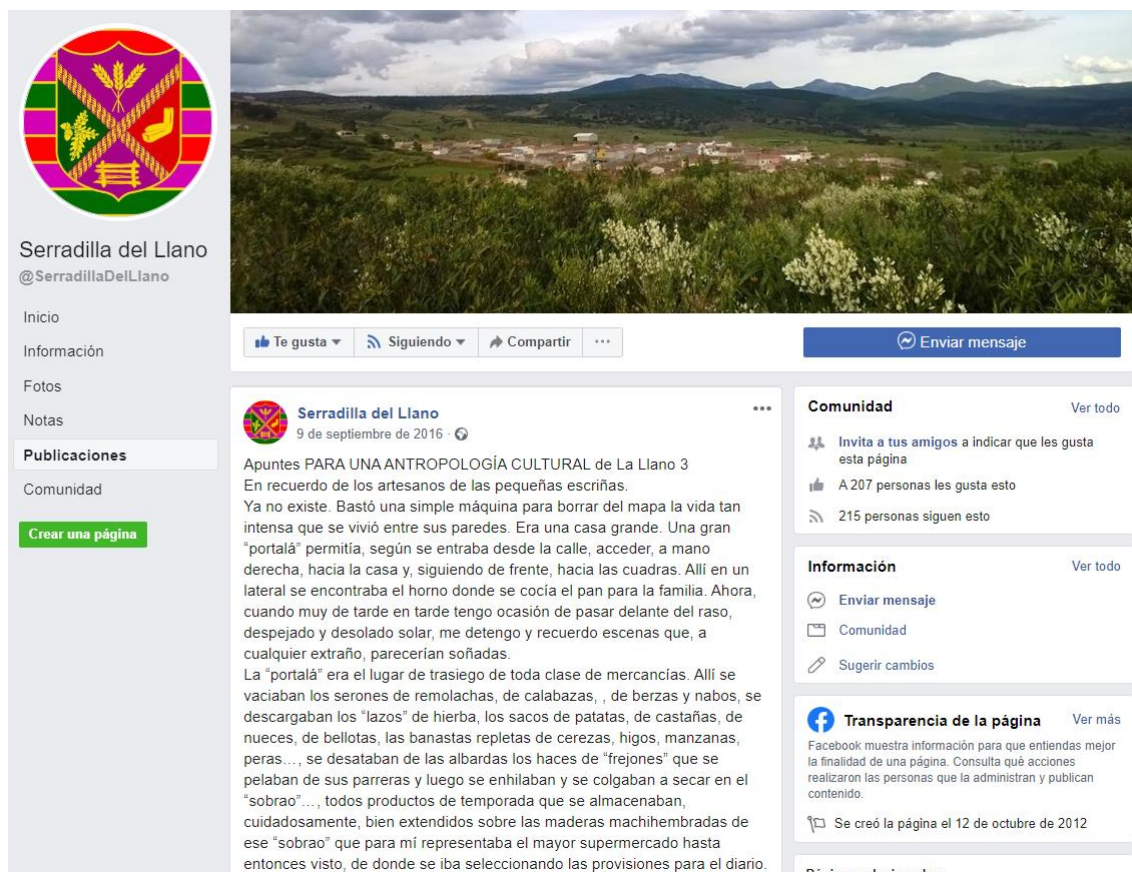 Serradilla del Llano
@SerradillaDelLlano
Inicio
Información
Fotos
Notas
Publicaciones
Comunidad
Crear una página
Te gusta
Siguiendo
Compartir
Enviar mensaje
Serradilla del Llano
9 de septiembre de 2016 ·
Apuntes PARA UNA ANTROPOLOGÍA CULTURAL de La Llano 3
En recuerdo de los artesanos de las pequeñas escriñas.
Ya no existe. Bastó una simple máquina para borrar del mapa la vida tan
intensa que se vivió entre sus paredes. Era una casa grande. Una gran
“portalá” permitía, según se entraba desde la calle, acceder, a mano
derecha, hacia la casa y, siguiendo de frente, hacia las cuadras. Allí en un
lateral se encontraba el horno donde se cocía el pan para la familia. Ahora,
cuando muy de tarde en tarde tengo ocasión de pasar delante del raso,
despejado y desolado solar, me detengo y recuerdo escenas que, a
cualquier extraño, parecerían soñadas.
La “portalá” era el lugar de trasiego de toda clase de mercancías. Allí se
vaciaban los serones de remolachas, de calabazas, , de berzas y nabos, se
descargaban los “lazos” de hierba, los sacos de patatas, de castañas, de
nueces, de bellotas, las banastas repletas de cerezas, higos, manzanas,
peras…, se desataban de las albardas los haces de “frejones” que se
pelaban de sus parreras y luego se enhilaban y se colgaban a secar en el
“sobrao”…, todos productos de temporada que se almacenaban,
cuidadosamente, bien extendidos sobre las maderas machihembradas de
ese “sobrao” que para mí representaba el mayor supermercado hasta
entonces visto, de donde se iba seleccionando las provisiones para el diario.
Comunidad
Ver todo
Invita a tus amigos a indicar que les gusta
esta página
A 207 personas les gusta esto
215 personas siguen esto
Información
Ver todo
Enviar mensaje
Comunidad
Sugerir cambios
Transparencia de la página
Ver más
Facebook muestra información para que entiendas mejor
la finalidad de una página. Consulta qué acciones
realizaron las personas que la administran y publican
contenido.
Se creó la página el 12 de octubre de 2012